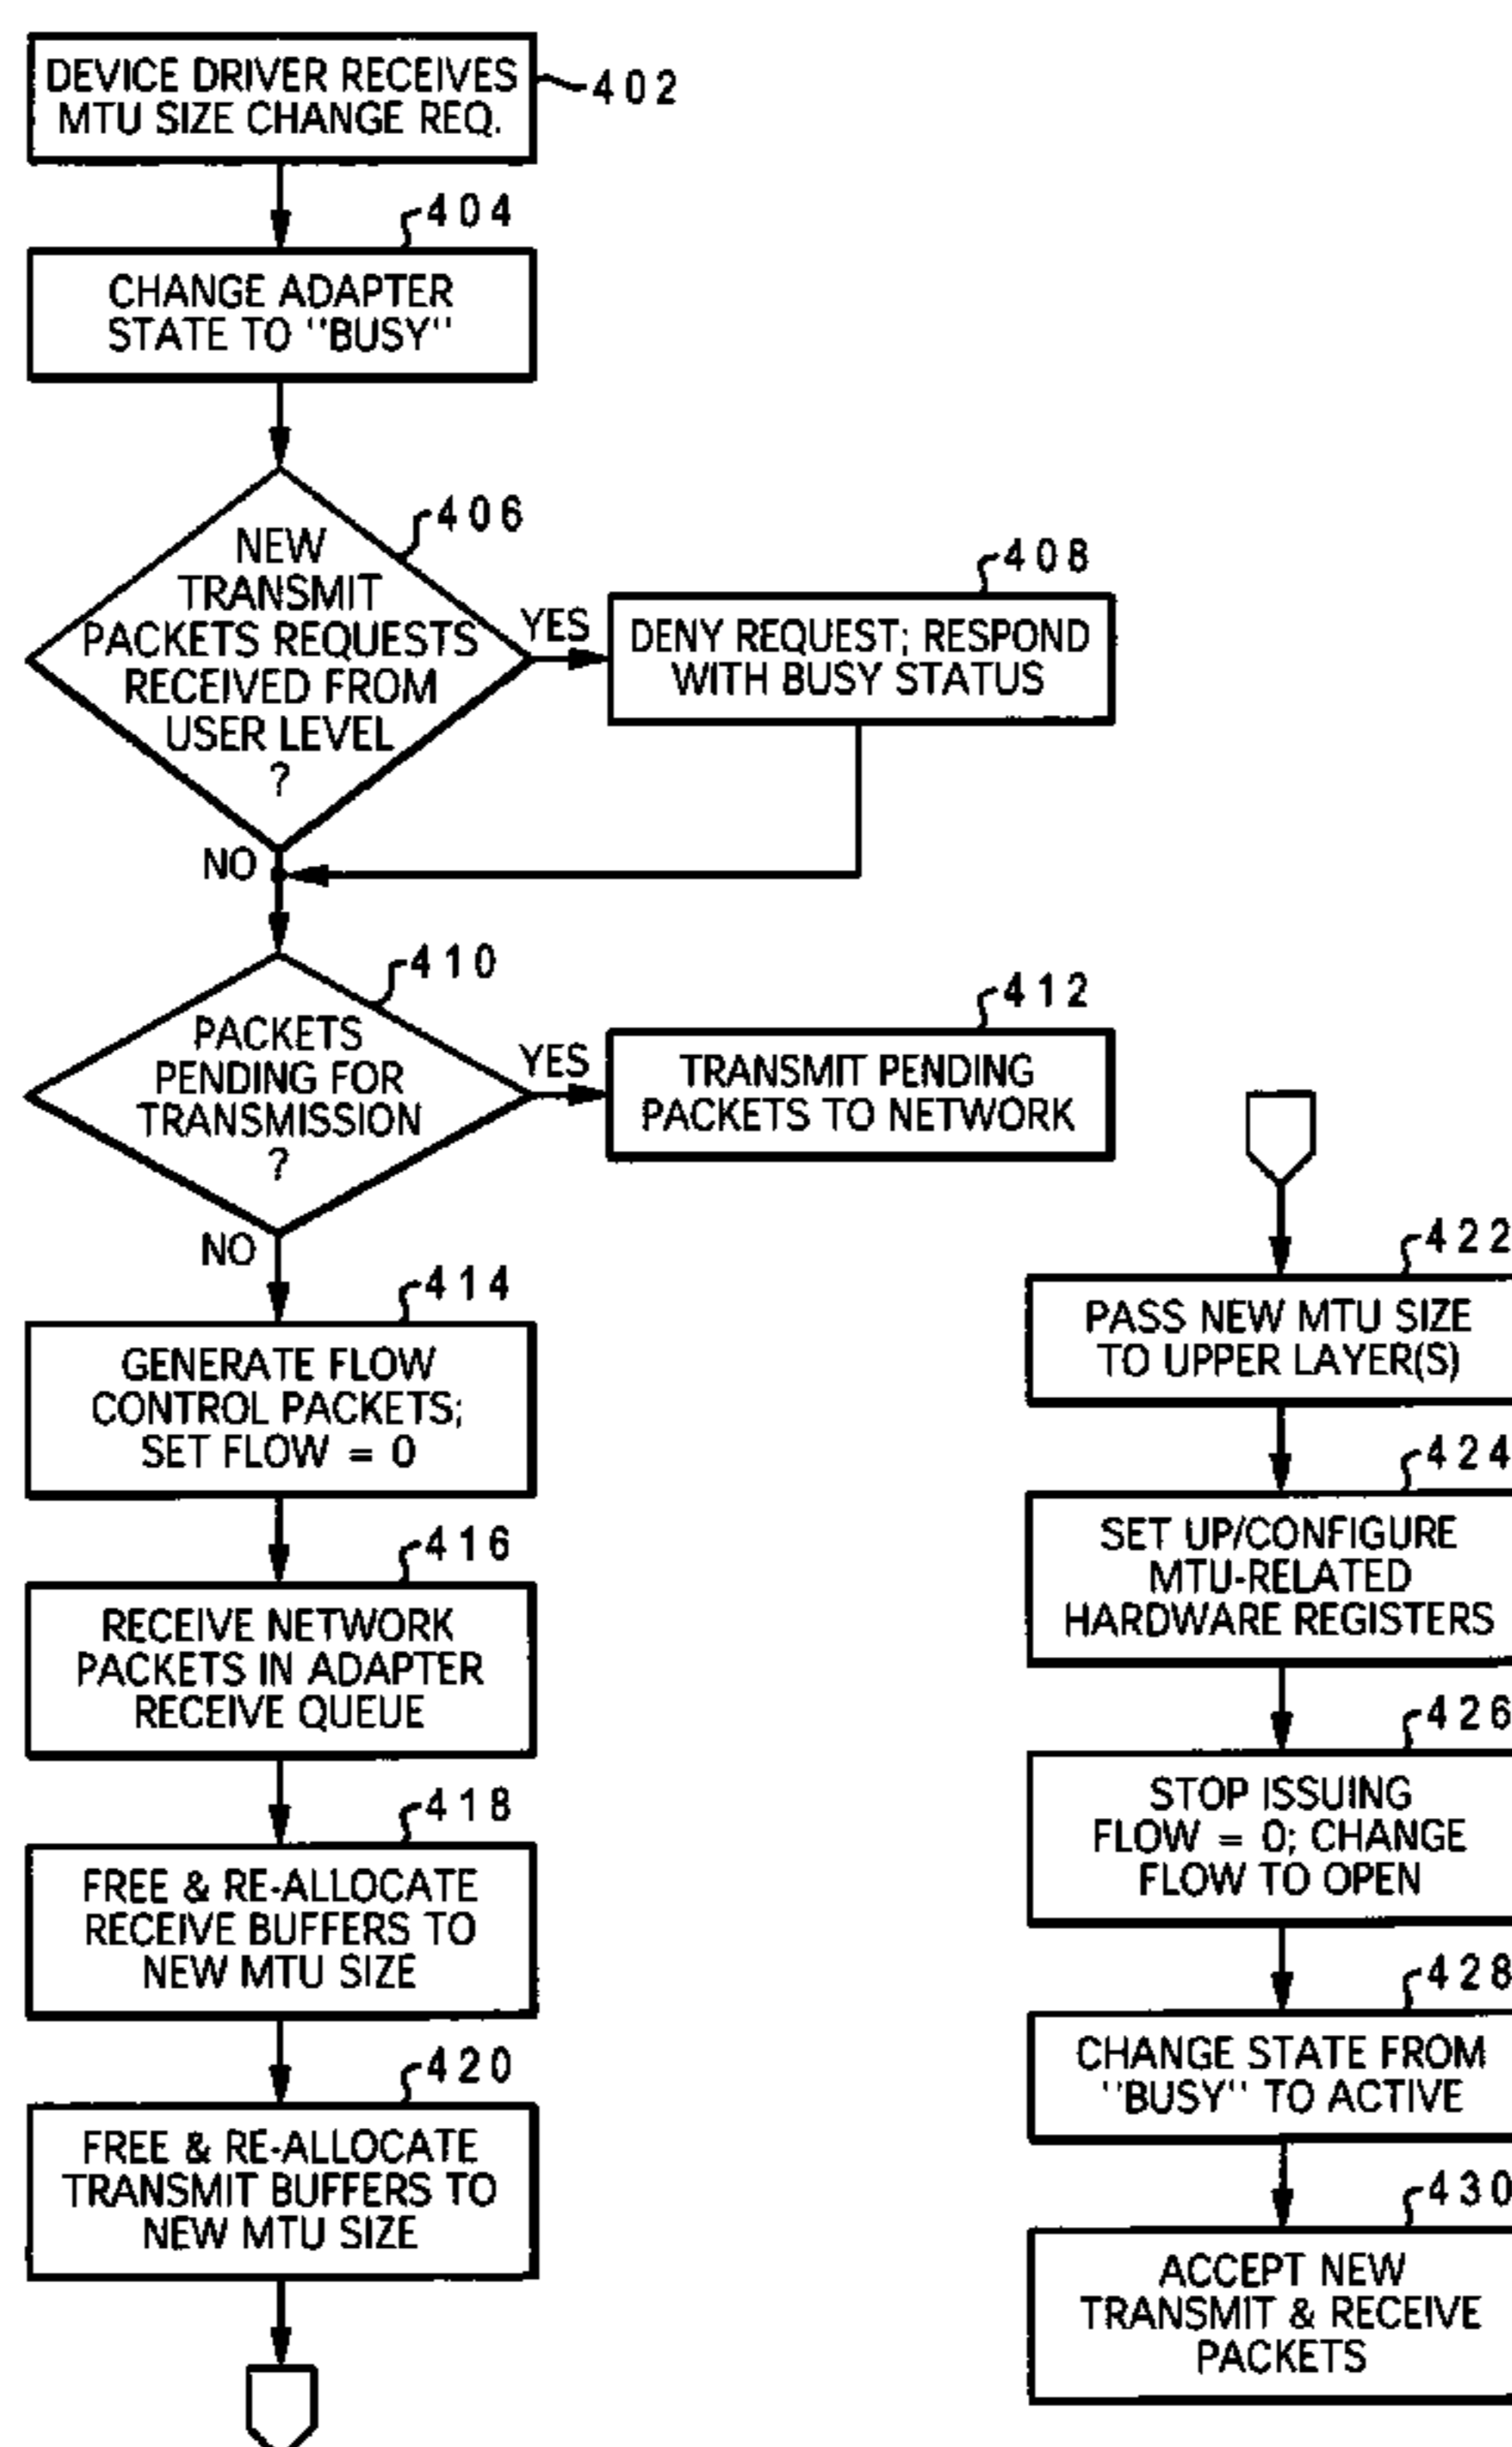 DEVICE DRIVER RECEIVES
MTU SIZE CHANGE REQ.
402
404
CHANGE ADAPTER
STATE TO "BUSY"
406
NEW
TRANSMIT
PACKETS REQUESTS
RECEIVED FROM
USER LEVEL
?
YES
408
DENY REQUEST; RESPOND
WITH BUSY STATUS
NO
410
PACKETS
PENDING FOR
TRANSMISSION
?
YES
412
TRANSMIT PENDING
PACKETS TO NETWORK
NO
414
GENERATE FLOW
CONTROL PACKETS;
SET FLOW = 0
416
RECEIVE NETWORK
PACKETS IN ADAPTER
RECEIVE QUEUE
418
FREE & RE-ALLOCATE
RECEIVE BUFFERS TO
NEW MTU SIZE
420
FREE & RE-ALLOCATE
TRANSMIT BUFFERS TO
NEW MTU SIZE
422
PASS NEW MTU SIZE
TO UPPER LAYER(S)
424
SET UP/CONFIGURE
MTU-RELATED
HARDWARE REGISTERS
426
STOP ISSUING
FLOW = 0; CHANGE
FLOW TO OPEN
428
CHANGE STATE FROM
"BUSY" TO ACTIVE
430
ACCEPT NEW
TRANSMIT & RECEIVE
PACKETS